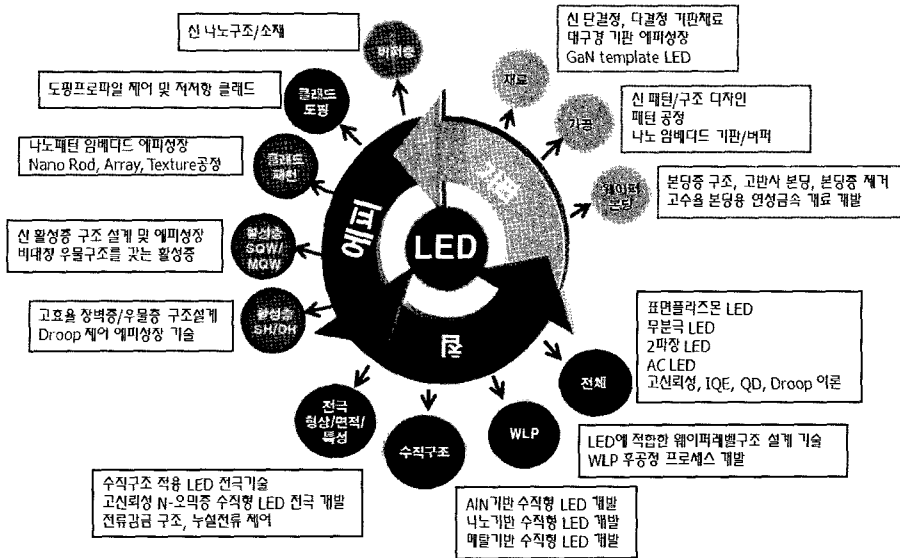 신 나노구조/소재
버퍼층
신 단결정, 다결정 기판재료
대구경 기판 에피성장
GaN template LED
재료
도핑프로파일 제어 및 저저항 클래드
클래드
도핑
신 패턴/구조 디자인
패턴 공정
나노 임베디드 기판/버퍼
가공
나노패턴 임베디드 에피성장
Nano Rod, Array, Texture공정
클래드
패턴
본딩층 구조, 고반사 본딩, 본딩층 제거
고수율 본딩용 연성금속 재료 개발
웨이퍼
본딩
기판
에피
LED
칩
신 활성층 구조 설계 및 에피성장
비대칭 우물구조를 갖는 활성층
활성층
SQW/
MQW
고효율 장벽층/우물층 구조설계
Droop 제어 에피성장 기술
활성층
SH/DH
표면플라즈몬 LED
무분극 LED
2파장 LED
AC LED
고신뢰성, IQE, QD, Droop 이론
전체
전극
형상/면적/
특성
수직구조
WLP
LED에 적합한 웨이퍼레벨구조 설계 기술
WLP 후공정 프로세스 개발
수직구조 적용 LED 전극기술
고신뢰성 N-오믹층 수직형 LED 전극 개발
전류감금 구조, 누설전류 제어
AlN기반 수직형 LED 개발
나노기반 수직형 LED 개발
메탈기반 수직형 LED 개발